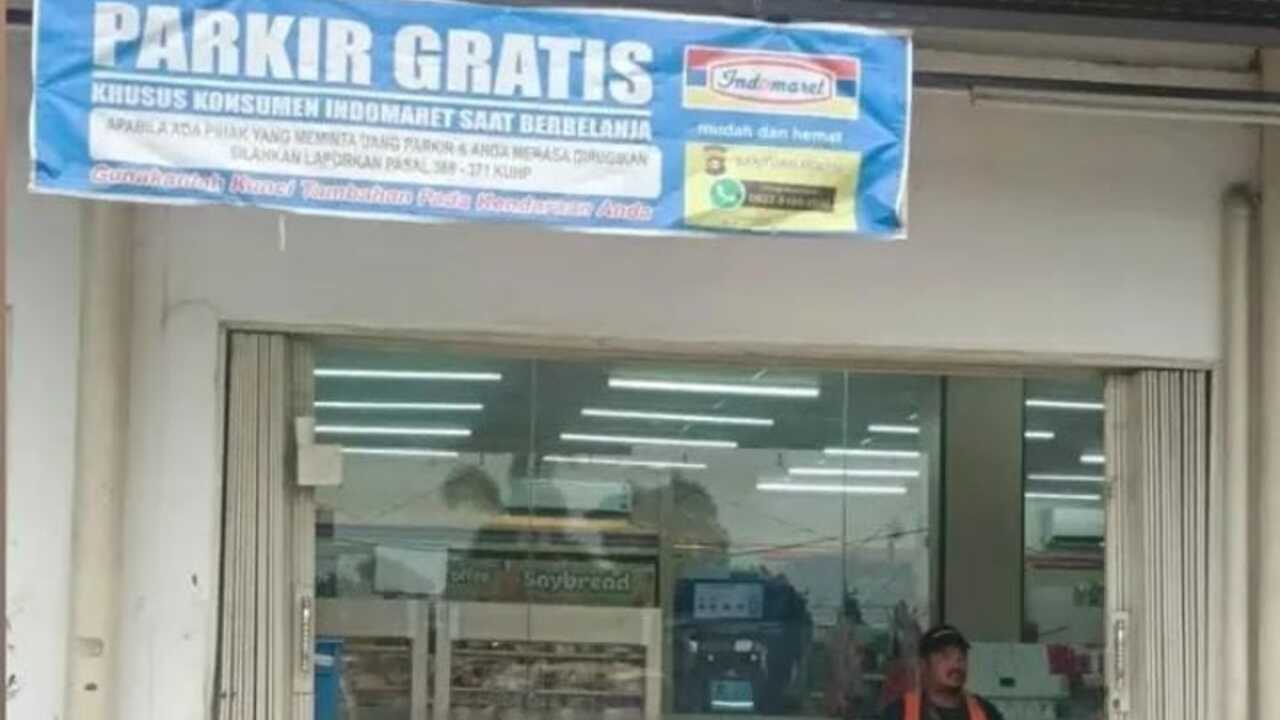 PARKIR GRATIS
KHUSUS KONSUMEN INDOMARET SAAT BERBELANJA
APABILA ADA PIHAK YANG MEMINTA UANG PARKIR & ANDA MERASA DIRUGIKAN
SILAHKAN LAPORKAN PASAL 368 - 371 KUHP
Gunakanlah Kunci Tambahan Pada Kendaraan Anda
Indomaret
mudah dan hemat
Saybread